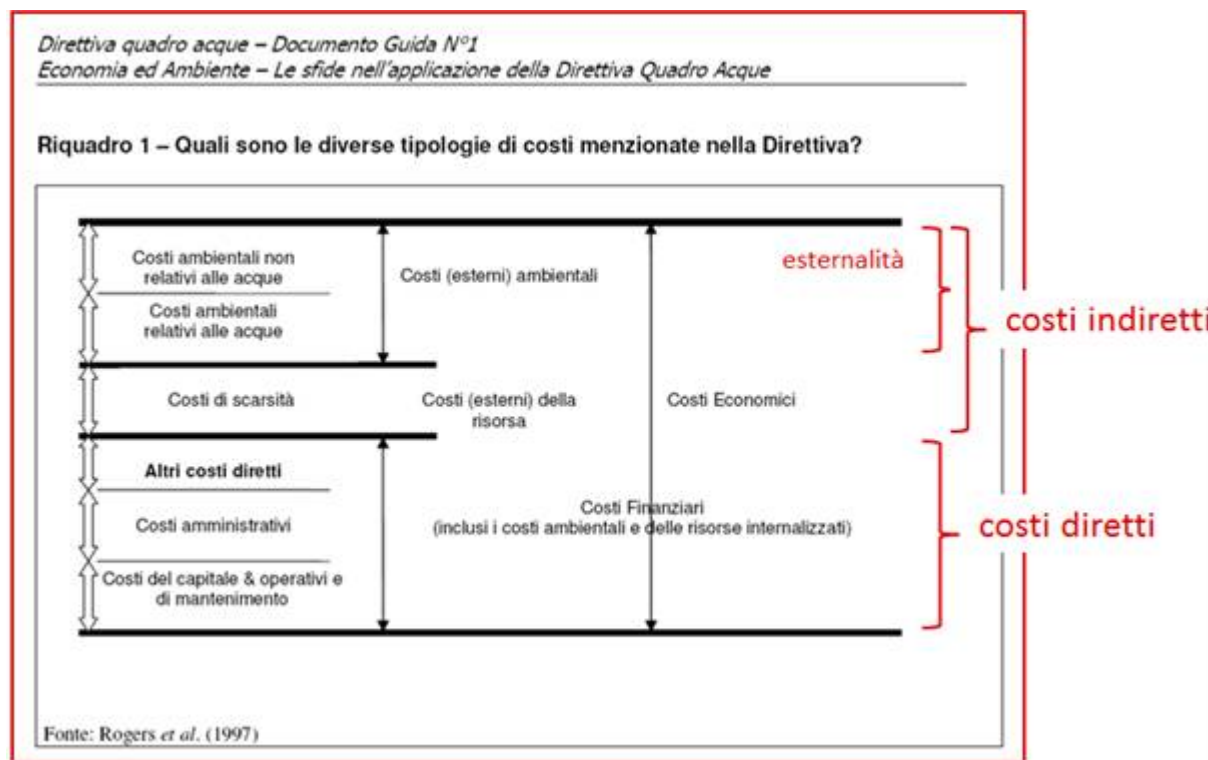 Direttiva quadro acque – Documento Guida N°1
Economia ed Ambiente – Le sfide nell'applicazione della Direttiva Quadro Acque
Riquadro 1 – Quali sono le diverse tipologie di costi menzionate nella Direttiva?
Costi ambientali non
relativi alle acque
Costi ambientali
relativi alle acque
Costi (esterni) ambientali
esternalità
costi indiretti
Costi di scarsità
Costi (esterni) della
risorsa
Costi Economici
Altri costi diretti
Costi amministrativi
Costi del capitale & operativi e
di mantenimento
Costi Finanziari
(inclusi i costi ambientali e delle risorse internalizzati)
costi diretti
Fonte: Rogers et al. (1997)